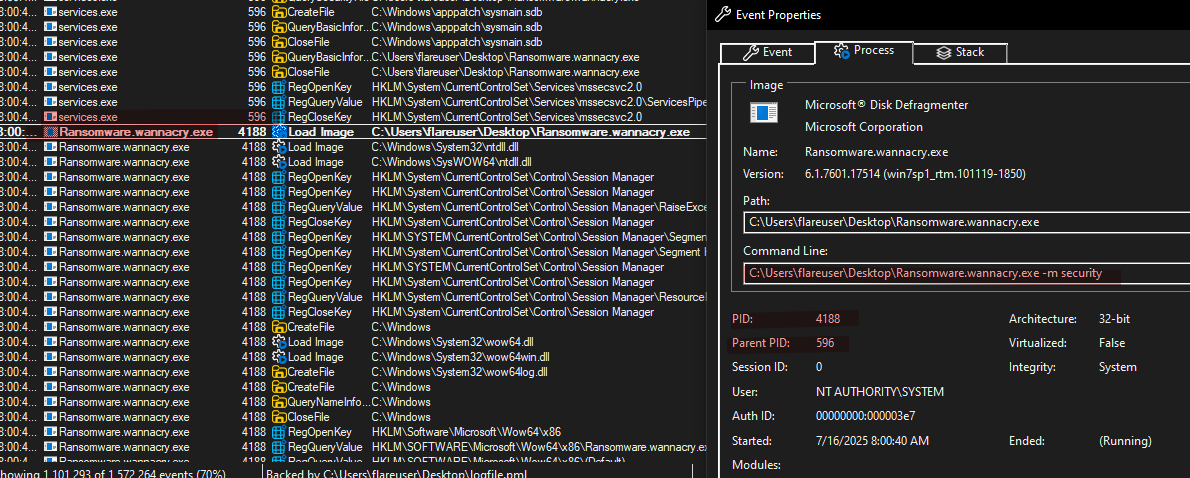 8:00:4... services.exe 596 CreateFile C:\Windows\apppatch\sysmain.sdb
8:00:4... services.exe 596 QueryBasicInfor... C:\Windows\apppatch\sysmain.sdb
8:00:4... services.exe 596 CloseFile C:\Windows\apppatch\sysmain.sdb
8:00:4... services.exe 596 QueryBasicInfor... C:\Users\flareuser\Desktop\Ransomware.wannacry.exe
8:00:4... services.exe 596 CloseFile C:\Users\flareuser\Desktop\Ransomware.wannacry.exe
8:00:4... services.exe 596 RegOpenKey HKLM\System\CurrentControlSet\Services\mssecsvc2.0
8:00:4... services.exe 596 RegQueryValue HKLM\System\CurrentControlSet\Services\mssecsvc2.0\ServicesPipe
8:00:4... services.exe 596 RegCloseKey HKLM\System\CurrentControlSet\Services\mssecsvc2.0
8:00:... Ransomware.wannacry.exe 4188 Load Image C:\Users\flareuser\Desktop\Ransomware.wannacry.exe
8:00:4... Ransomware.wannacry.exe 4188 Load Image C:\Windows\System32\ntdll.dll
8:00:4... Ransomware.wannacry.exe 4188 Load Image C:\Windows\SysWOW64\ntdll.dll
8:00:4... Ransomware.wannacry.exe 4188 RegOpenKey HKLM\System\CurrentControlSet\Control\Session Manager
8:00:4... Ransomware.wannacry.exe 4188 RegOpenKey HKLM\System\CurrentControlSet\Control\Session Manager
8:00:4... Ransomware.wannacry.exe 4188 RegQueryValue HKLM\System\CurrentControlSet\Control\Session Manager\RaiseExce
8:00:4... Ransomware.wannacry.exe 4188 RegCloseKey HKLM\System\CurrentControlSet\Control\Session Manager
8:00:4... Ransomware.wannacry.exe 4188 RegOpenKey HKLM\SYSTEM\CurrentControlSet\Control\Session Manager\Segment
8:00:4... Ransomware.wannacry.exe 4188 RegOpenKey HKLM\System\CurrentControlSet\Control\Session Manager\Segment H
8:00:4... Ransomware.wannacry.exe 4188 RegOpenKey HKLM\SYSTEM\CurrentControlSet\Control\Session Manager
8:00:4... Ransomware.wannacry.exe 4188 RegOpenKey HKLM\System\CurrentControlSet\Control\Session Manager
8:00:4... Ransomware.wannacry.exe 4188 RegQueryValue HKLM\System\CurrentControlSet\Control\Session Manager\Resource
8:00:4... Ransomware.wannacry.exe 4188 RegCloseKey HKLM\System\CurrentControlSet\Control\Session Manager
8:00:4... Ransomware.wannacry.exe 4188 CreateFile C:\Windows
8:00:4... Ransomware.wannacry.exe 4188 Load Image C:\Windows\System32\wow64.dll
8:00:4... Ransomware.wannacry.exe 4188 Load Image C:\Windows\System32\wow64win.dll
8:00:4... Ransomware.wannacry.exe 4188 CreateFile C:\Windows\System32\wow64log.dll
8:00:4... Ransomware.wannacry.exe 4188 CreateFile C:\Windows
8:00:4... Ransomware.wannacry.exe 4188 QueryNameInfo... C:\Windows
8:00:4... Ransomware.wannacry.exe 4188 CloseFile C:\Windows
8:00:4... Ransomware.wannacry.exe 4188 RegOpenKey HKLM\Software\Microsoft\Wow64\x86
8:00:4... Ransomware.wannacry.exe 4188 RegQueryValue HKLM\SOFTWARE\Microsoft\Wow64\x86\Ransomware.wannacry.ex
8:00:4... Ransomware.wannacry.exe 4188 RegQueryValue HKLM\SOFTWARE\Microsoft\Wow64\x86\(Default)
howing 1,101,293 of 1,572,264 events (70%) Backed by C:\Users\flareuser\Desktop\logfile.pml
Event Properties
Event Process Stack
Image
Microsoft® Disk Defragmenter
Microsoft Corporation
Name: Ransomware.wannacry.exe
Version: 6.1.7601.17514 (win7sp1_rtm.101119-1850)
Path:
C:\Users\flareuser\Desktop\Ransomware.wannacry.exe
Command Line:
C:\Users\flareuser\Desktop\Ransomware.wannacry.exe -m security
PID: 4188 Architecture: 32-bit
Parent PID: 596 Virtualized: False
Session ID: 0 Integrity: System
User: NT AUTHORITY\SYSTEM
Auth ID: 00000000:000003e7
Started: 7/16/2025 8:00:40 AM Ended: (Running)
Modules: